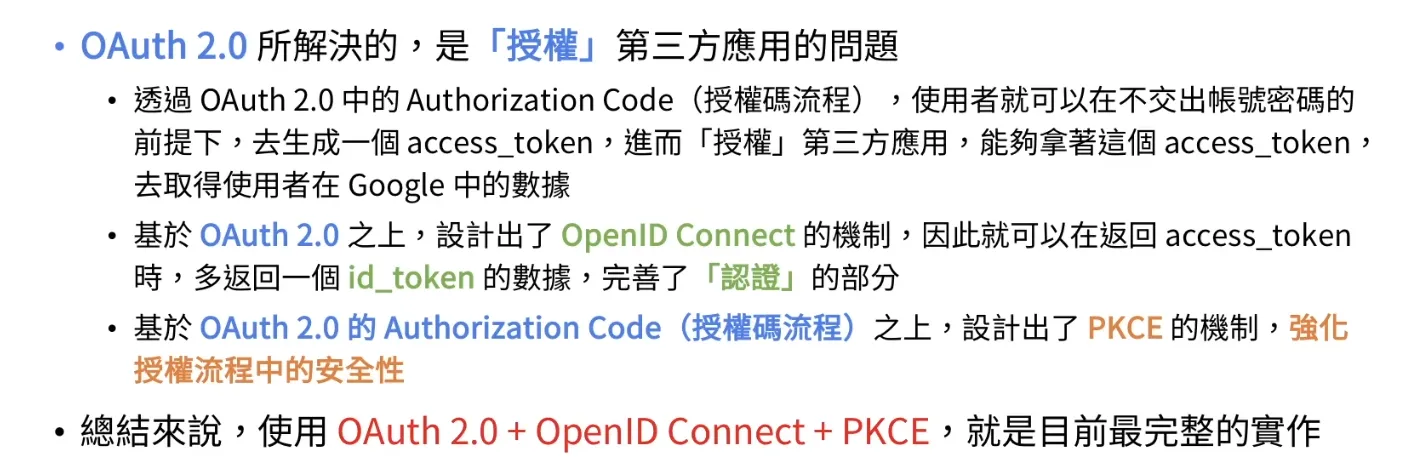 • OAuth 2.0 所解決的，是「授權」第三方應用的問題
• 透過 OAuth 2.0 中的 Authorization Code（授權碼流程），使用者就可以在不交出帳號密碼的
前提下，去生成一個 access_token，進而「授權」第三方應用，能夠拿著這個 access_token，
去取得使用者在 Google 中的數據
• 基於 OAuth 2.0 之上，設計出了 OpenID Connect 的機制，因此就可以在返回 access_token
時，多返回一個 id_token 的數據，完善了「認證」的部分
• 基於 OAuth 2.0 的 Authorization Code（授權碼流程）之上，設計出了 PKCE 的機制，強化
授權流程中的安全性
• 總結來說，使用 OAuth 2.0 + OpenID Connect + PKCE，就是目前最完整的實作